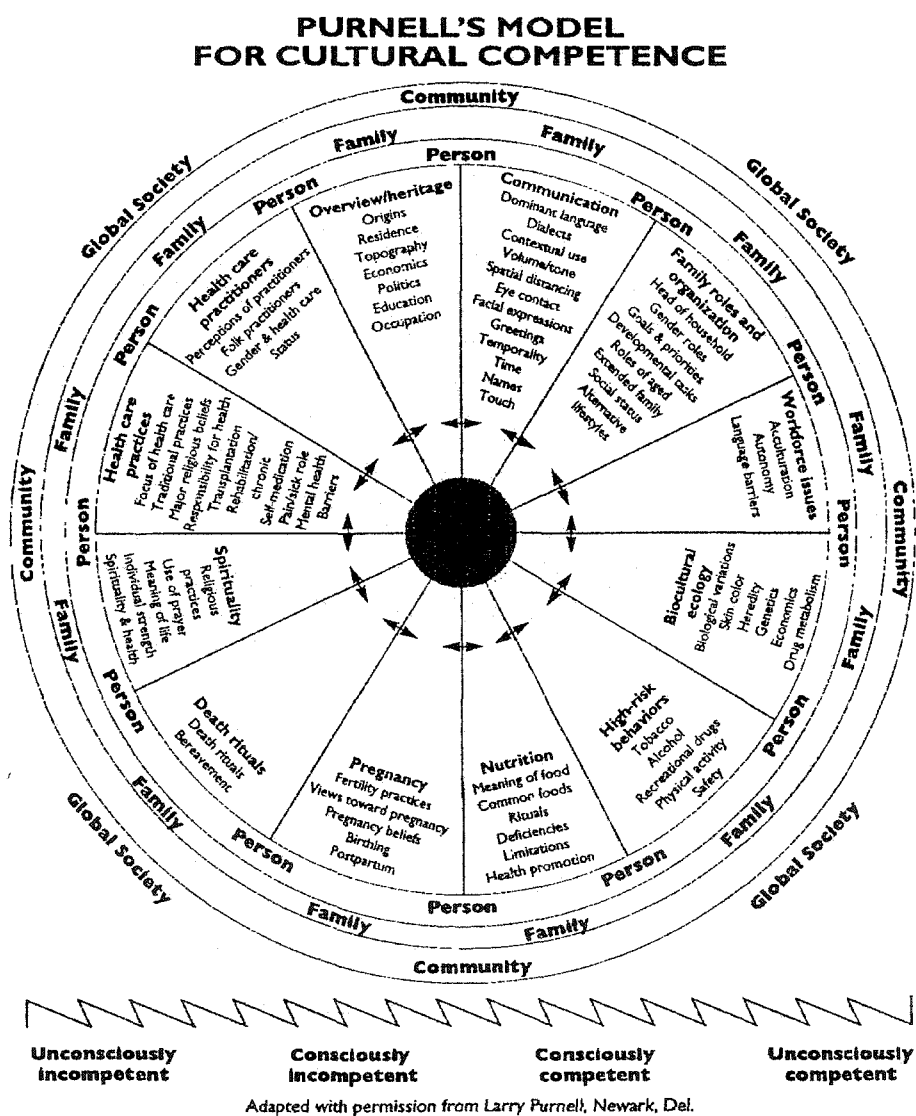 PURNELL'S MODEL
FOR CULTURAL COMPETENCE
Community
Family
Family
Person
Global Society
Global Society
Person
Person
Family
Family
Person
Person
Family
Family
Community
Community
Person
Person
Family
Family
Person
Person
Family
Family
Person
Person
Global Society
Global Society
Family
Family
Person
Community
Overview/heritage
Origins
Residence
Topography
Economics
Politics
Education
Occupation
Communication
Dominant language
Dialects
Contextual use
Volume/tone
Spatial distancing
Eye contact
Facial expressions
Greetings
Temporality
Time
Names
Touch
Family roles and
organization
Head of household
Gender roles
Goals & priorities
Developmental tasks
Roles of aged
Extended family
Social status
Alternative
lifestyles
Workforce issues
Acculturation
Autonomy
Language barriers
Biocultural
ecology
Biological variations
Skin color
Heredity
Genetics
Economics
Drug metabolism
High-risk
behaviors
Tobacco
Alcohol
Recreational drugs
Physical activity
Safety
Nutrition
Meaning of food
Common foods
Rituals
Deficiencies
Limitations
Health promotion
Pregnancy
Fertility practices
Views toward pregnancy
Pregnancy beliefs
Birthing
Postpartum
Death rituals
Death rituals
Bereavement
Spirituality
Religious
practices
Use of prayer
Meaning of life
Individual strength
Spirituality & health
Health care
practices
Focus of health care
Traditional practices
Major religious beliefs
Responsibility for health
Transplantation
Rehabilitation/
chronic
Self-medication
Pain/sick role
Mental health
Barriers
Health care
practitioners
Perceptions of practitioners
Folk practitioners
Gender & health care
Status
Unconsciously
incompetent
Consciously
incompetent
Consciously
competent
Unconsciously
competent
Adapted with permission from Larry Purnell, Newark, Del.